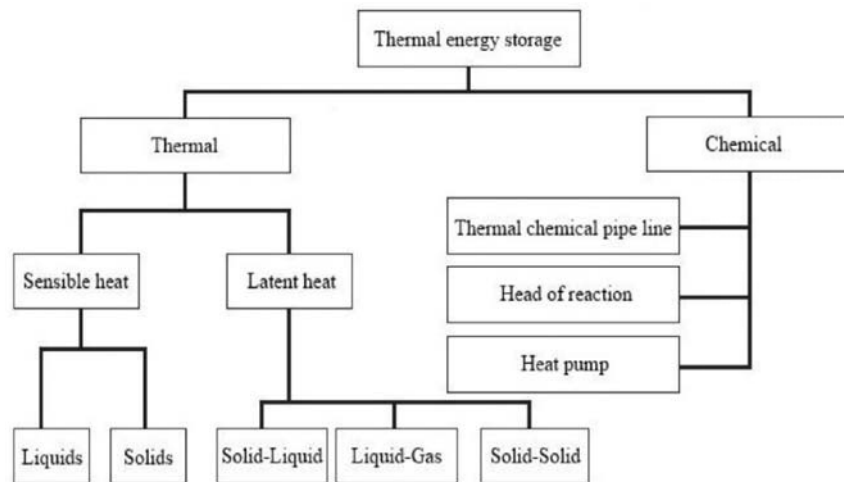 Thermal energy storage
Thermal
Chemical
Thermal chemical pipe line
Sensible heat
Latent heat
Head of reaction
Heat pump
Liquids
Solids
Solid-Liquid
Liquid-Gas
Solid-Solid